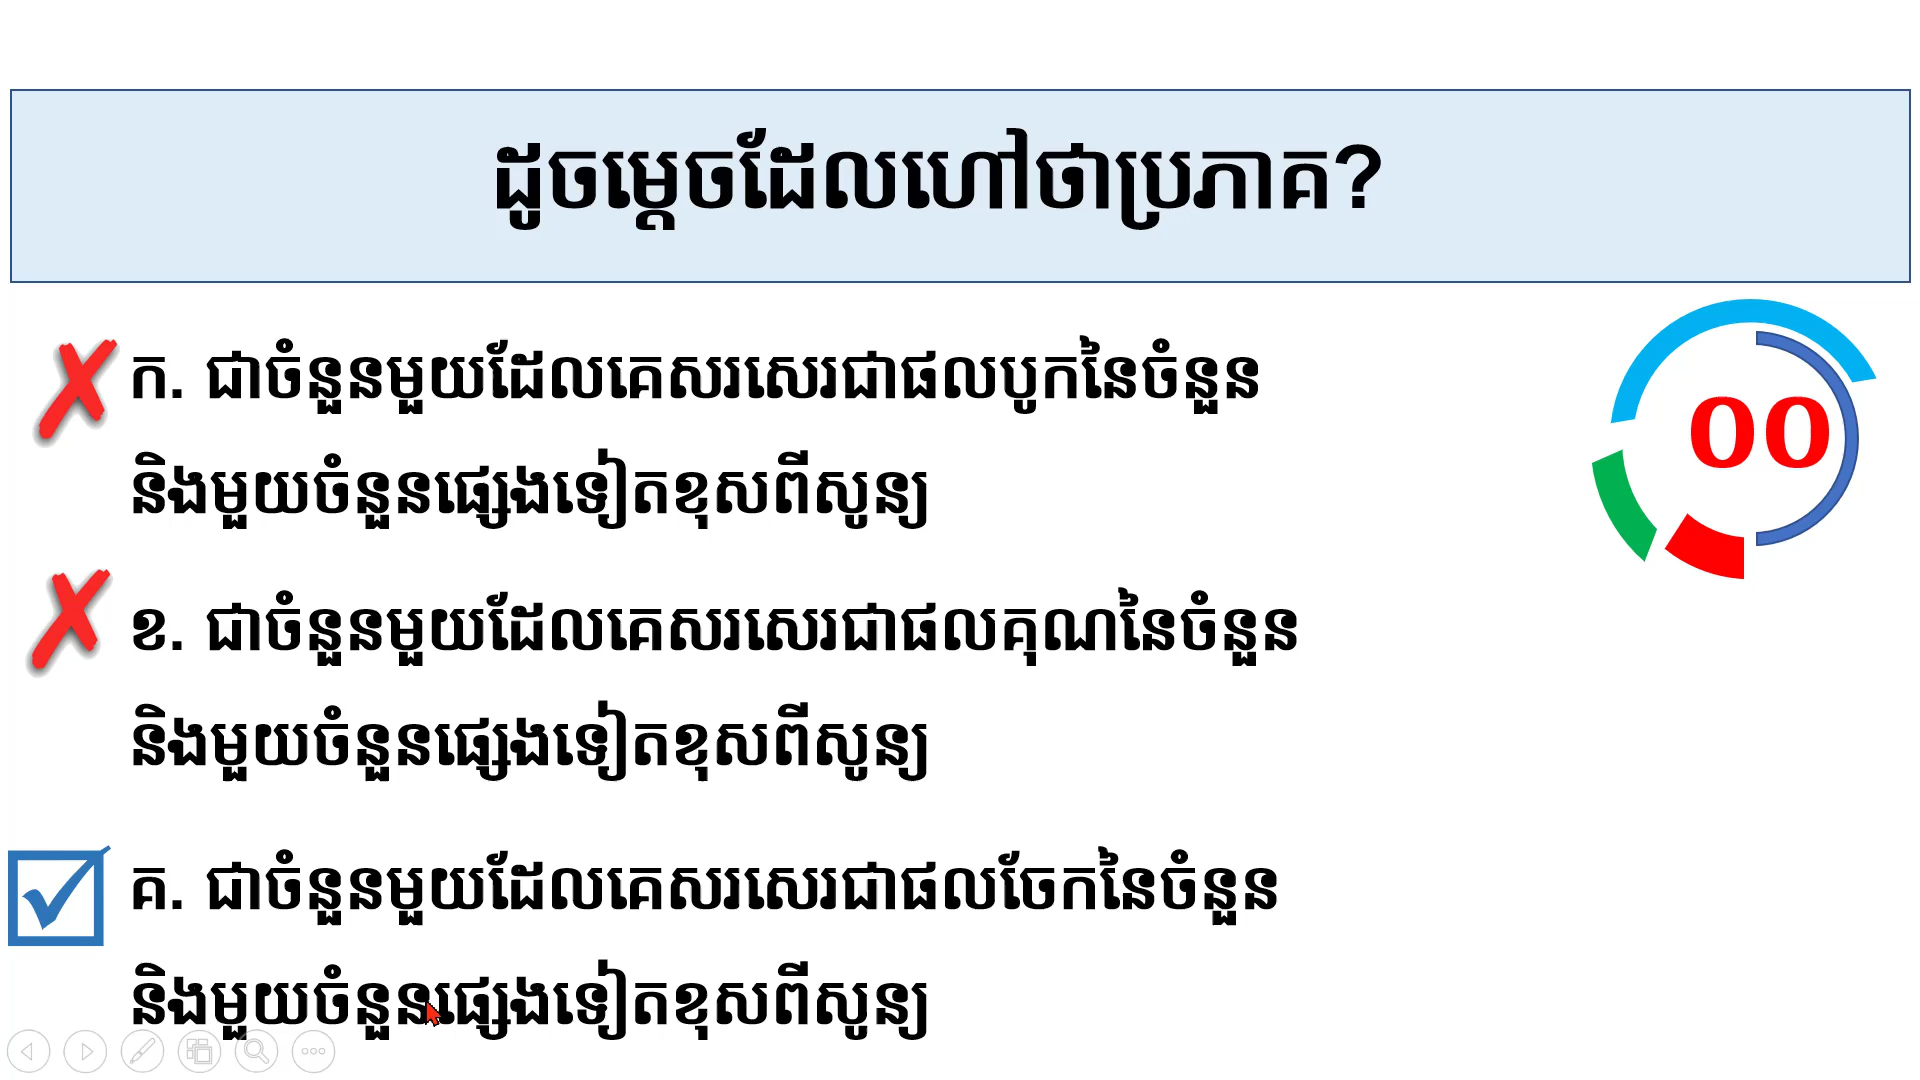 ដូចម្ដេចដែលហៅថាប្រភាគ?
ក. ជាចំនួនមួយដែលគេសរសេរជាផលបូកនៃចំនួន
និងមួយចំនួនផ្សេងទៀតខុសពីសូន្យ
00
ខ. ជាចំនួនមួយដែលគេសរសេរជាផលគុណនៃចំនួន
និងមួយចំនួនផ្សេងទៀតខុសពីសូន្យ
គ. ជាចំនួនមួយដែលគេសរសេរជាផលចែកនៃចំនួន
និងមួយចំនួនផ្សេងទៀតខុសពីសូន្យ